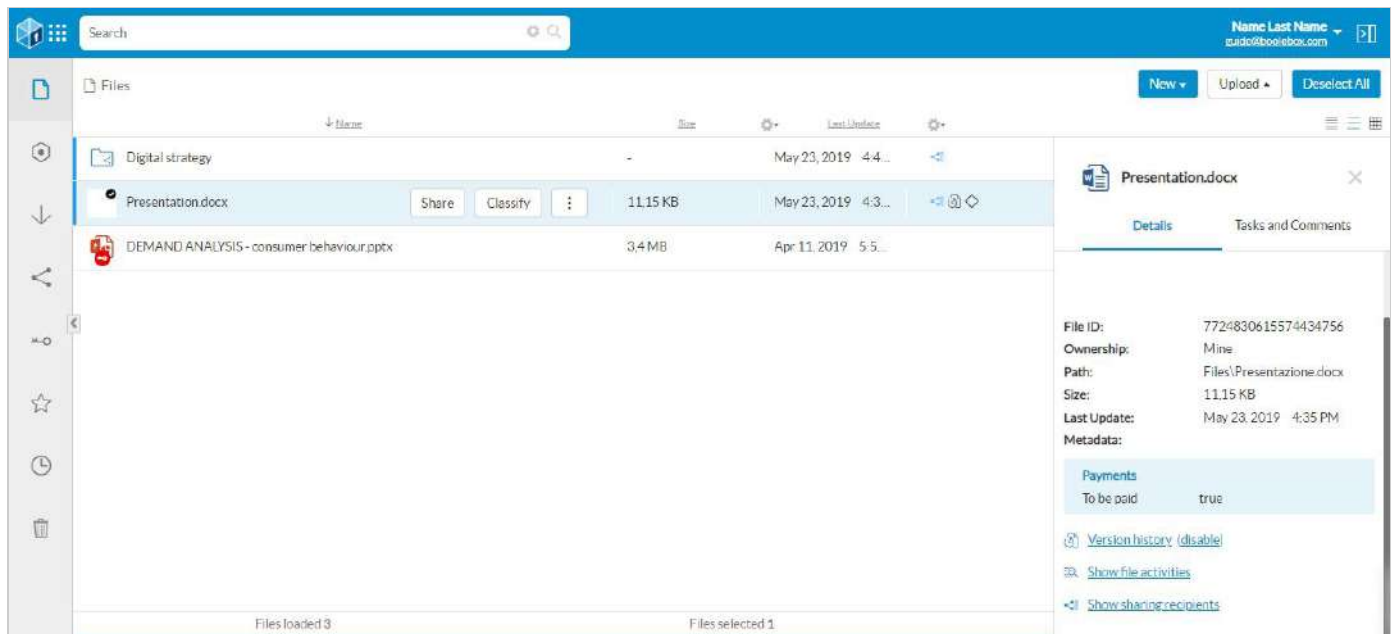 Search
Name Last Name
guido@boolebox.com
Files
New
Upload
Deselect All
Name Size Last Update
Digital strategy - May 23, 2019 4:4...
Presentation.docx Share Classify 11,15 KB May 23, 2019 4:3...
DEMAND ANALYSIS - consumer behaviour.pptx 3,4 MB Apr 11, 2019 5:5...
Presentation.docx
Details Tasks and Comments
File ID: 7724830615574434756
Ownership: Mine
Path: Files\Presentazione.docx
Size: 11,15 KB
Last Update: May 23, 2019 4:35 PM
Metadata:
Payments
To be paid true
Version history (disable)
Show file activities
Show sharing recipients
Files loaded 3 Files selected 1